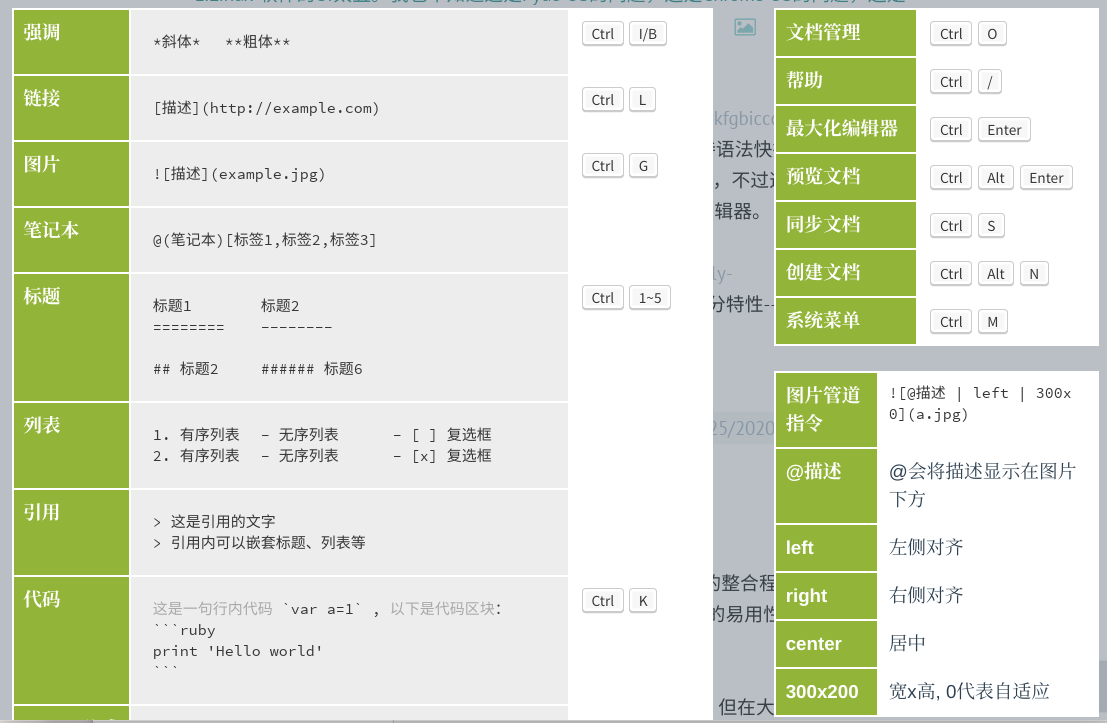 强调
*斜体*   **粗体**
Ctrl I/B
链接
[描述](http://example.com)
Ctrl L
图片
![描述](example.jpg)
Ctrl G
笔记本
@(笔记本)[标签1,标签2,标签3]
标题
标题1        标题2
========    --------
## 标题2     ###### 标题6
Ctrl 1~5
列表
1. 有序列表   - 无序列表      - [ ] 复选框
2. 有序列表   - 无序列表      - [x] 复选框
引用
> 这是引用的文字
> 引用内可以嵌套标题、列表等
代码
这是一句行内代码 `var a=1` , 以下是代码区块:
```ruby
print 'Hello world'
```
Ctrl K
kfgbicc
语法快
，不过
辑器。
ly-
分特性--
25/2020
的整合程
的易用性
但在大
文档管理
Ctrl O
帮助
Ctrl /
最大化编辑器
Ctrl Enter
预览文档
Ctrl Alt Enter
同步文档
Ctrl S
创建文档
Ctrl Alt N
系统菜单
Ctrl M
图片管道
指令
![@描述 | left | 300x
0](a.jpg)
@描述
@会将描述显示在图片
下方
left
左侧对齐
right
右侧对齐
center
居中
300x200
宽x高, 0代表自适应